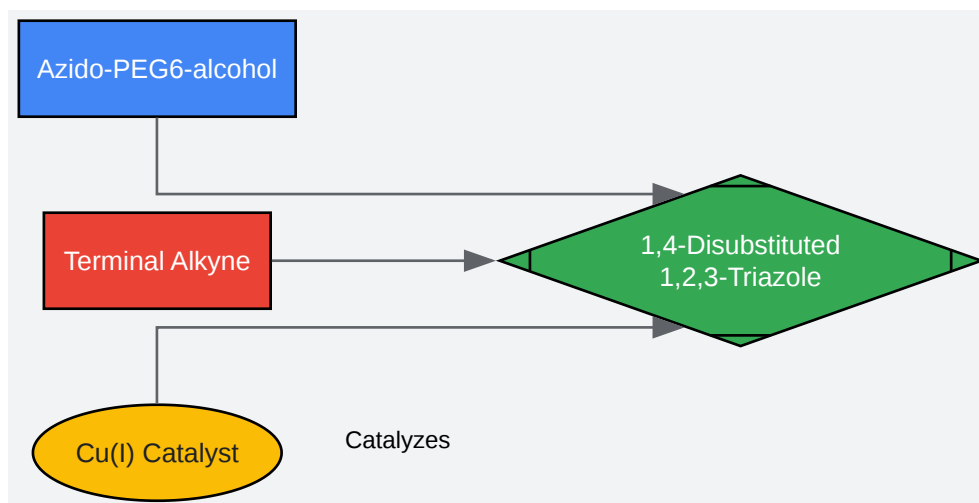 Azido-PEG6-alcohol
Terminal Alkyne
1,4-Disubstituted
1,2,3-Triazole
Cu(I) Catalyst
Catalyzes